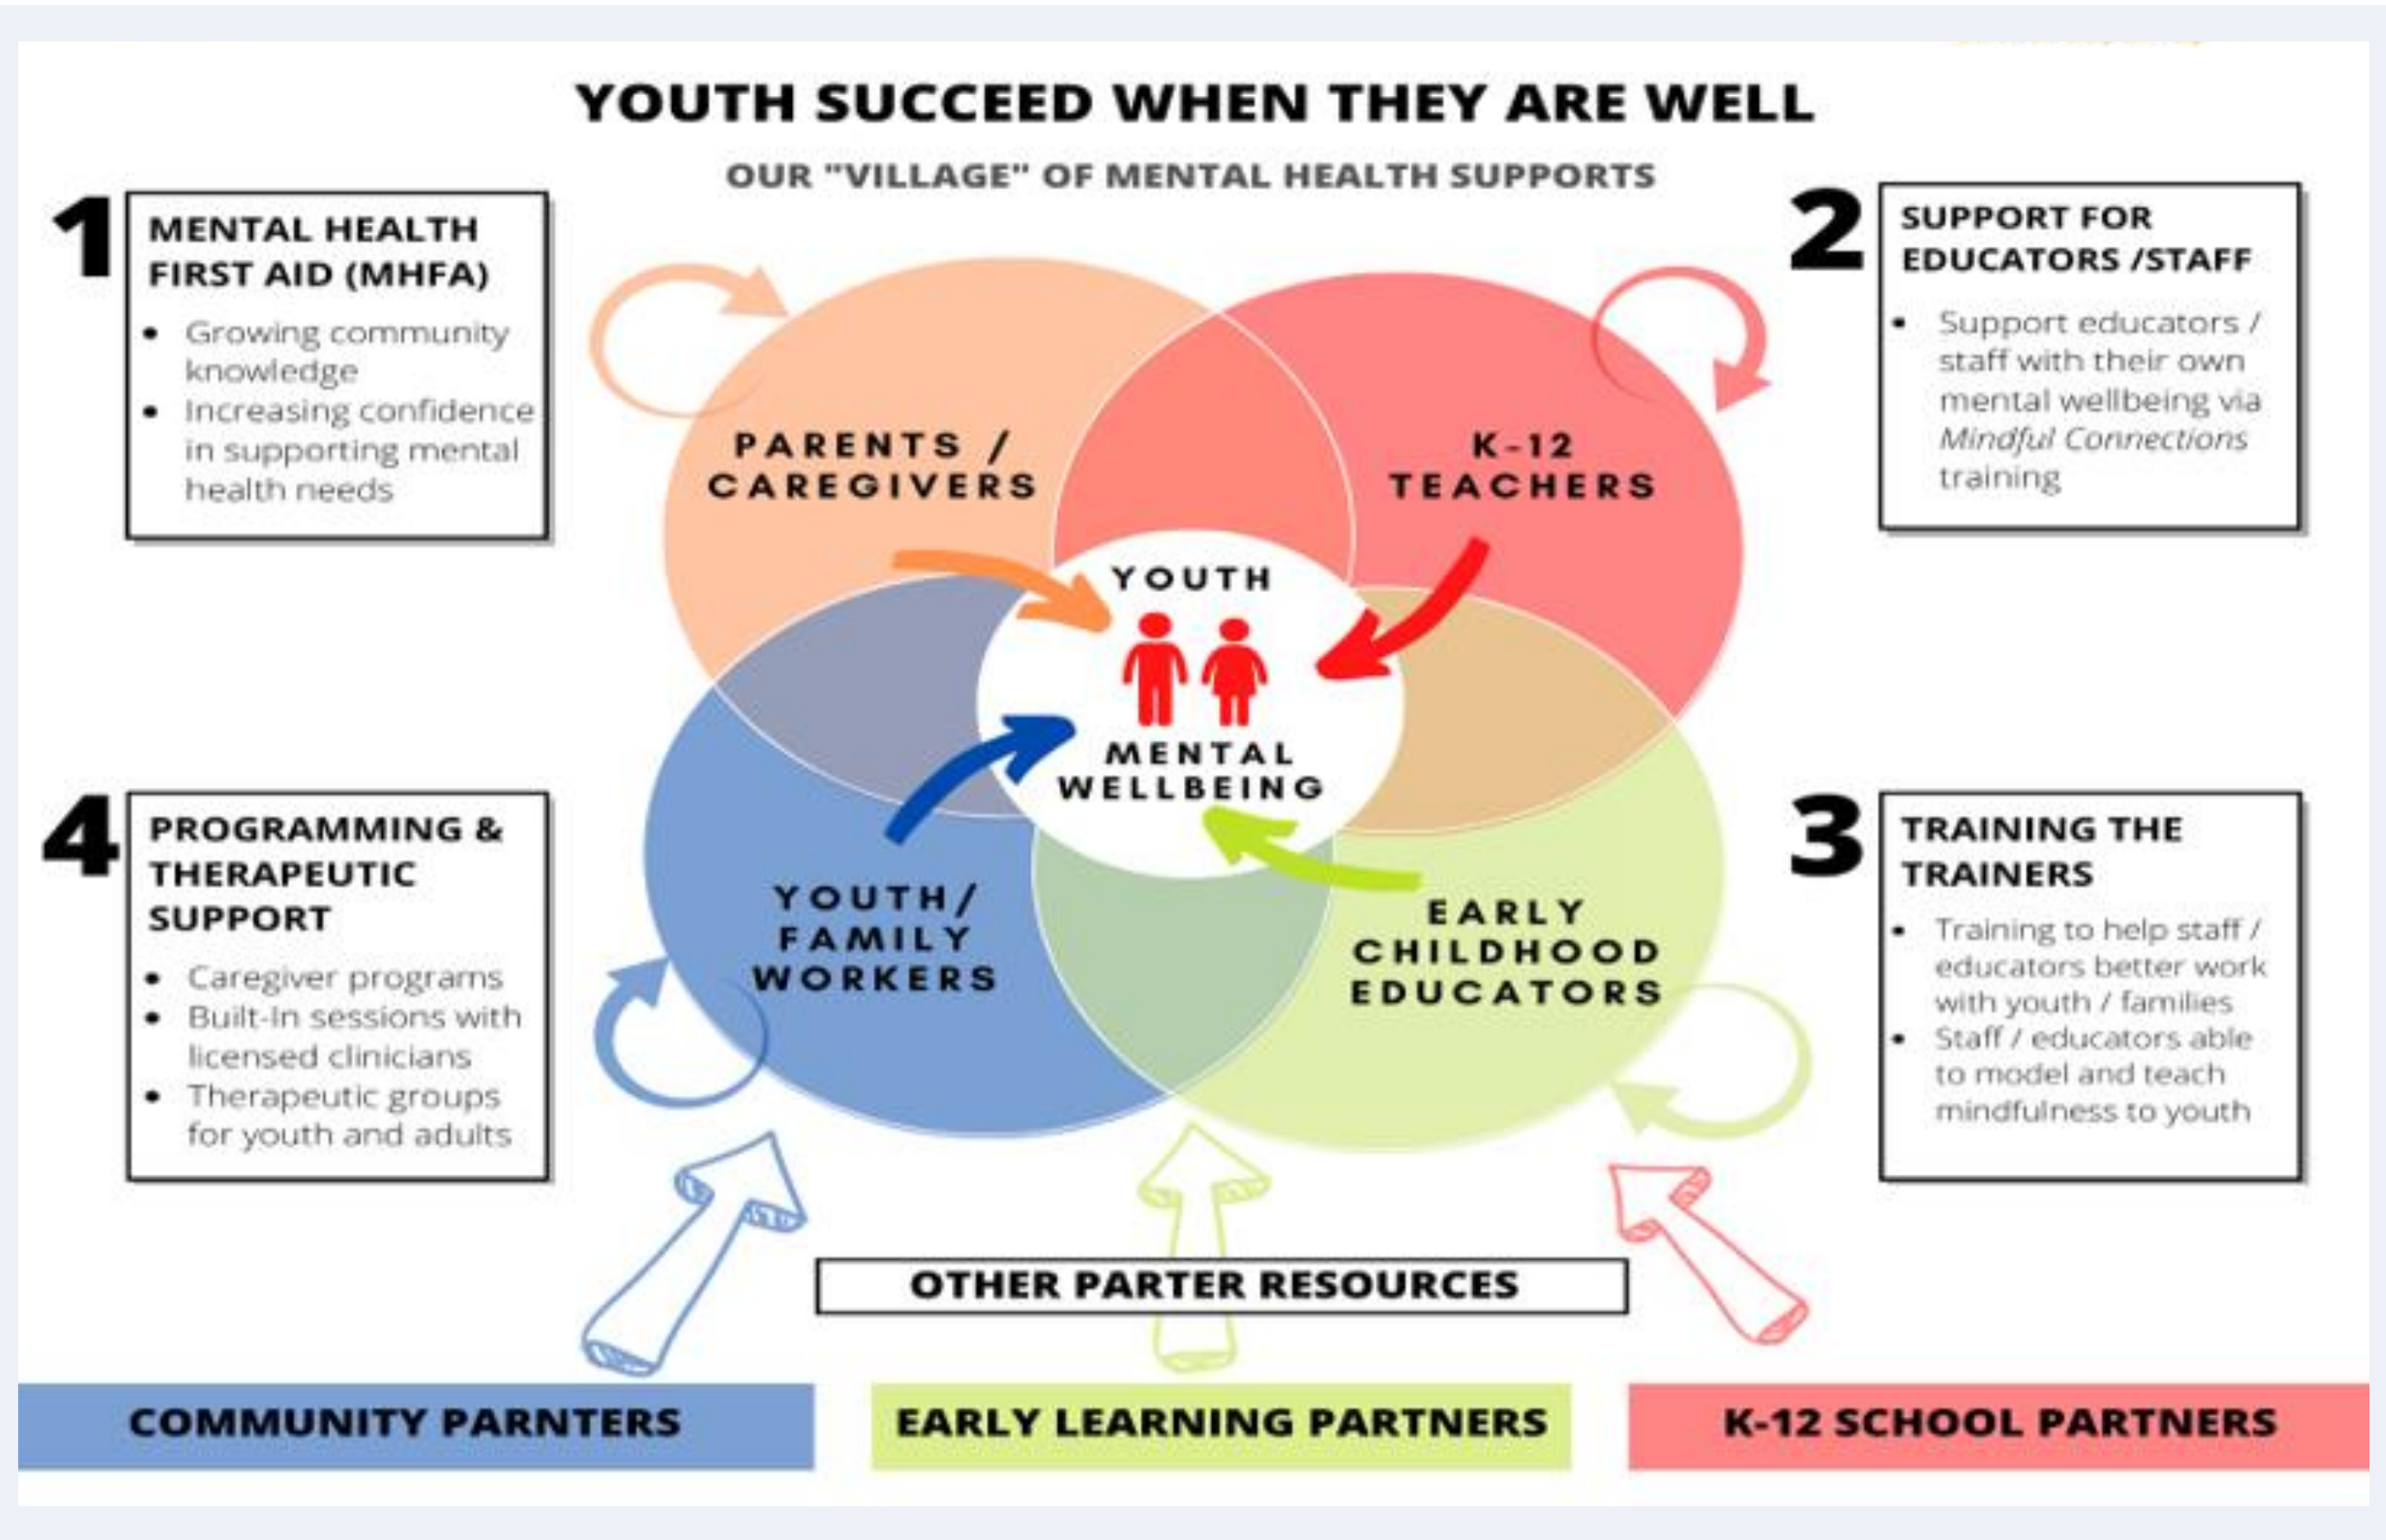 YOUTH SUCCEED WHEN THEY ARE WELL
OUR "VILLAGE" OF MENTAL HEALTH SUPPORTS
1
MENTAL HEALTH
FIRST AID (MHFA)
• Growing community
knowledge
• Increasing confidence
in supporting mental
health needs
2
SUPPORT FOR
EDUCATORS /STAFF
• Support educators /
staff with their own
mental wellbeing via
Mindful Connections
training
PARENTS /
CAREGIVERS
K-12
TEACHERS
YOUTH
MENTAL
WELLBEING
YOUTH/
FAMILY
WORKERS
EARLY
CHILDHOOD
EDUCATORS
4
PROGRAMMING &
THERAPEUTIC
SUPPORT
• Caregiver programs
• Built-In sessions with
licensed clinicians
• Therapeutic groups
for youth and adults
3
TRAINING THE
TRAINERS
• Training to help staff /
educators better work
with youth / families
• Staff / educators able
to model and teach
mindfulness to youth
OTHER PARTER RESOURCES
COMMUNITY PARNTERS
EARLY LEARNING PARTNERS
K-12 SCHOOL PARTNERS